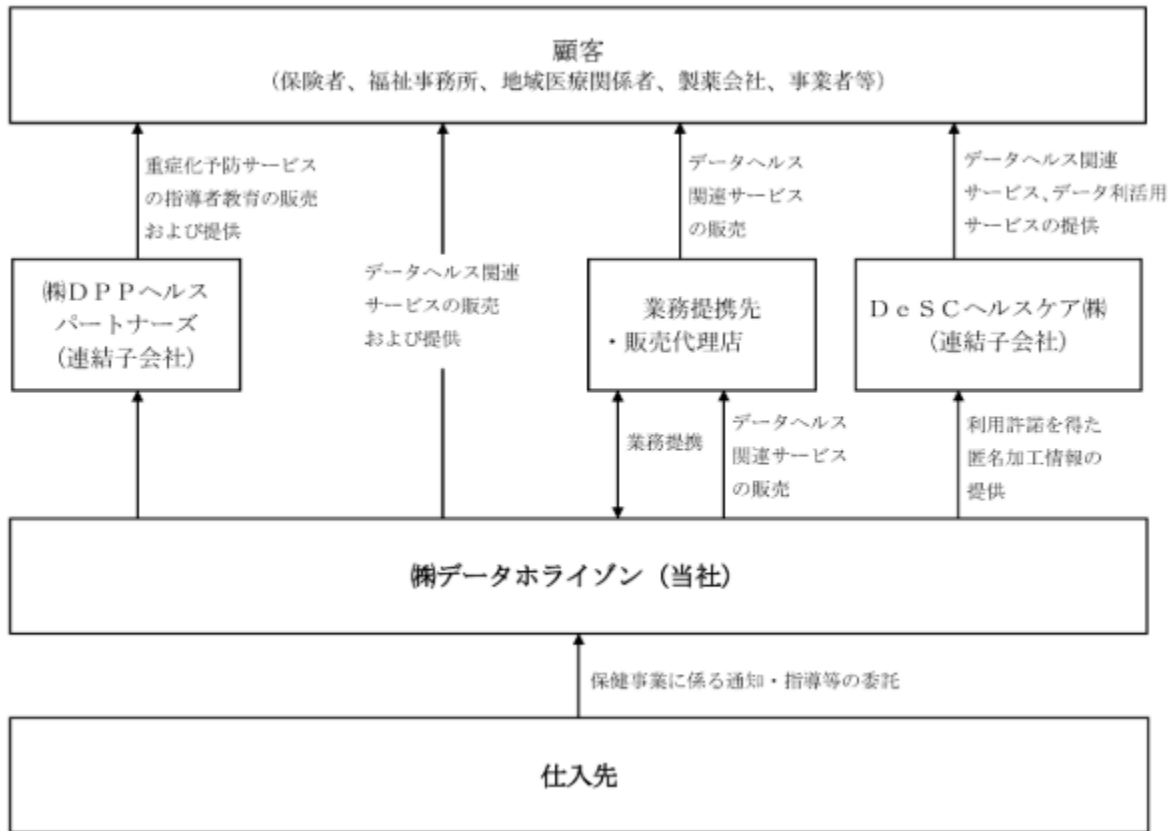 顧客
(保険者、福祉事務所、地域医療関係者、製薬会社、事業者等)
重症化予防サービス
の指導者教育の販売
および提供
データヘルス関連
サービスの販売
および提供
データヘルス
関連サービス
の販売
データヘルス関連
サービス、データ利活用
サービスの提供
㈱DPPヘルス
パートナーズ
(連結子会社)
業務提携先
・販売代理店
DeSCヘルスケア㈱
(連結子会社)
業務提携
データヘルス
関連サービス
の販売
利用許諾を得た
匿名加工情報の
提供
㈱データホライゾン(当社)
保健事業に係る通知・指導等の委託
仕入先